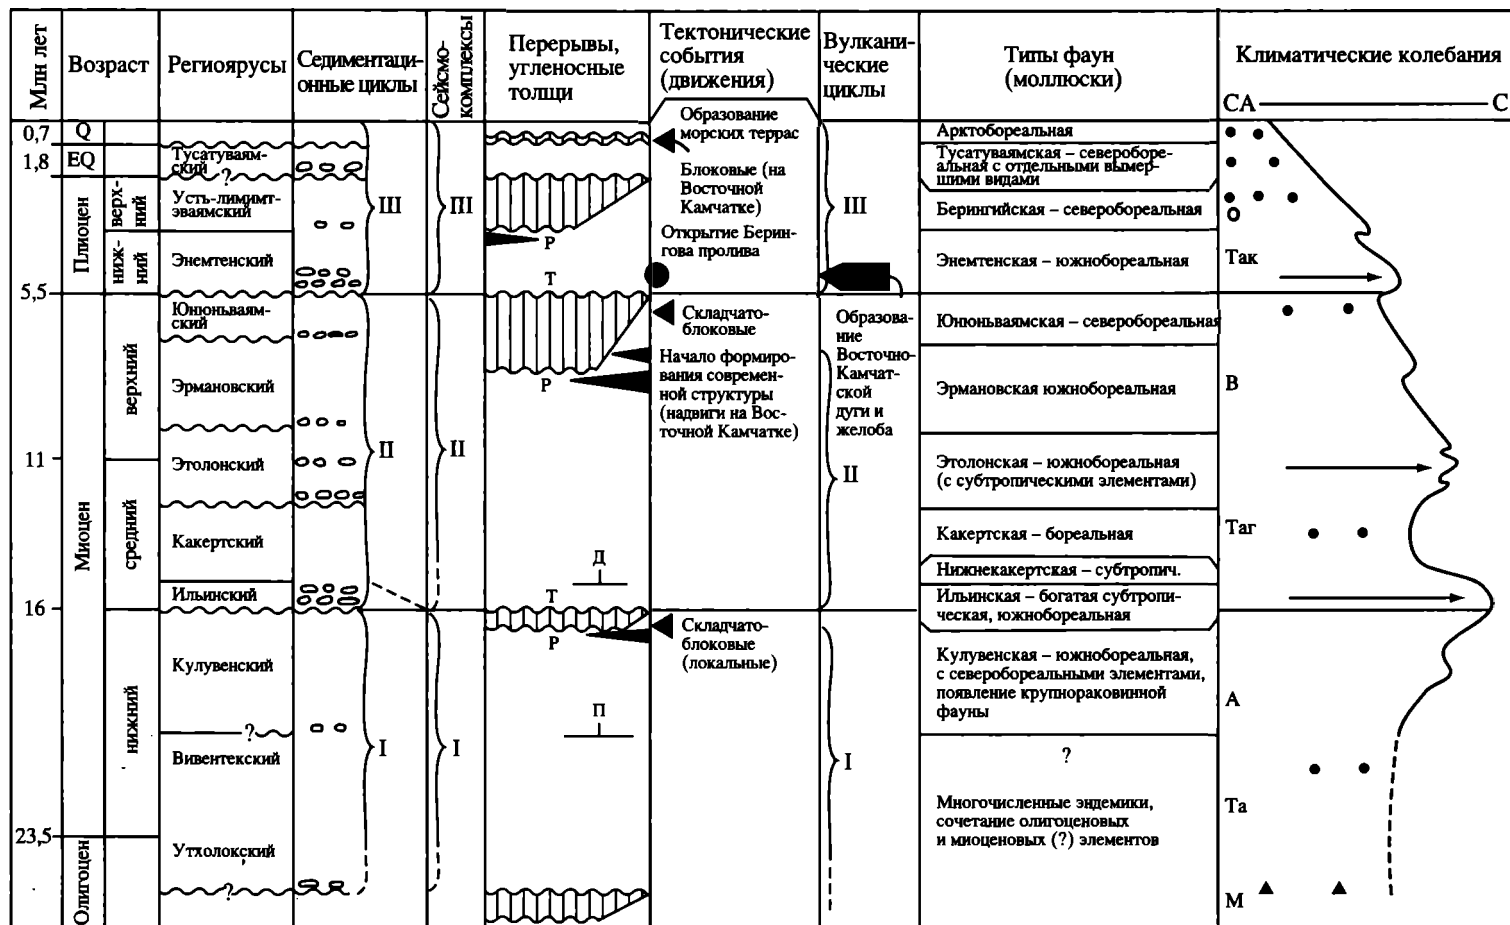 Млн лет
Возраст
Региоярусы
Седиментаци-
онные циклы
Сейсмо-
комплексы
Перерывы,
угленосные
толщи
Тектонические
события
(движения)
Вулкани-
ческие
циклы
Типы фаун
(моллюски)
Климатические колебания
СА
С
0,7
1,8
5,5
11
16
23,5
Q
EQ
Плиоцен
верх-
ний
ниж-
ний
Миоцен
верхний
средний
нижний
Олигоцен
Тусатуваям-
ский
?
Усть-лимимт-
эваямский
Энемтенский
Юнюньваям-
ский
Эрмановский
Этолонский
Какертский
Ильинский
Кулувенский
?
Вивентекский
Утхолокский
?
III
II
I
III
II
I
Р
Т
Р
Д
Т
Р
П
Образование
морских террас
Блоковые (на
Восточной
Камчатке)
Открытие Берин-
гова пролива
Складчато-
блоковые
Начало формиро-
вания современ-
ной структуры
(надвиги на Вос-
точной Камчатке)
Складчато-
блоковые
(локальные)
III
Образова-
ние
Восточно-
Камчат-
ской
дуги и
желоба
II
I
Арктобореальная
Тусатуваямская – северобore-
альная с отдельными вымер-
шими видами
Берингийская – северобореальная
Энемтенская – южнобореальная
Юнюньваямская – северобореальная
Эрмановская южнобореальная
Этолонская – южнобореальная
(с субтропическими элементами)
Какертская – бореальная
Нижнекакертская – субтропич.
Ильинская – богатая субтропи-
ческая, южнобореальная
Кулувенская – южнобореальная,
с северобореальными элементами,
появление крупнораковинной
фауны
?
Многочисленные эндемики,
сочетание олигоценовых
и миоценовых (?) элементов
Так
В
Таг
А
Та
М